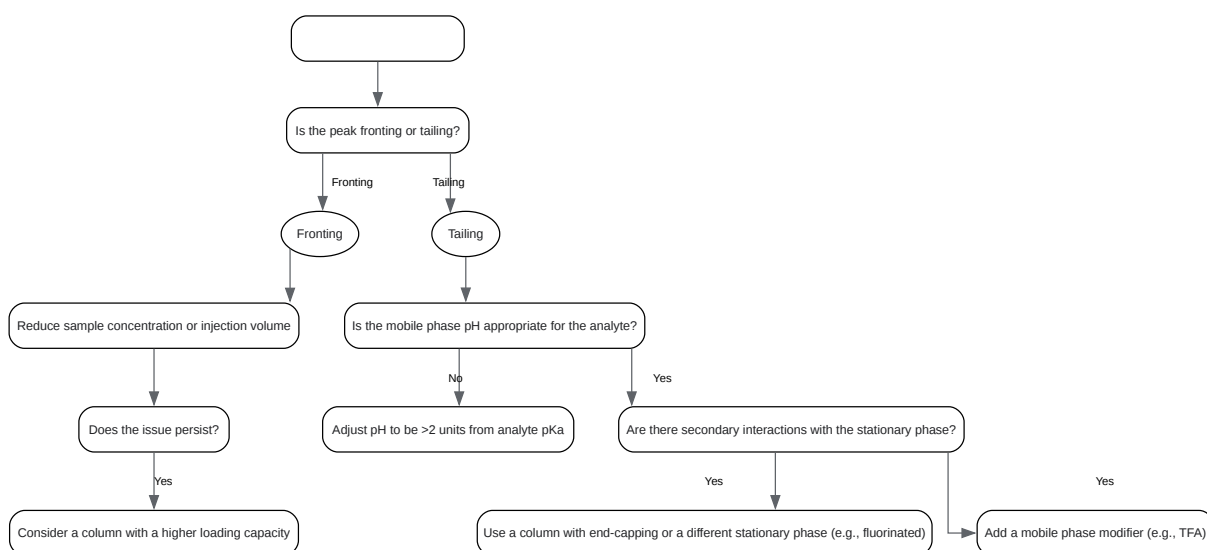 Is the peak fronting or tailing?
Fronting
Tailing
Fronting
Tailing
Reduce sample concentration or injection volume
Is the mobile phase pH appropriate for the analyte?
No
Yes
Does the issue persist?
Adjust pH to be >2 units from analyte pKa
Are there secondary interactions with the stationary phase?
Yes
Yes
Yes
Consider a column with a higher loading capacity
Use a column with end-capping or a different stationary phase (e.g., fluorinated)
Add a mobile phase modifier (e.g., TFA)